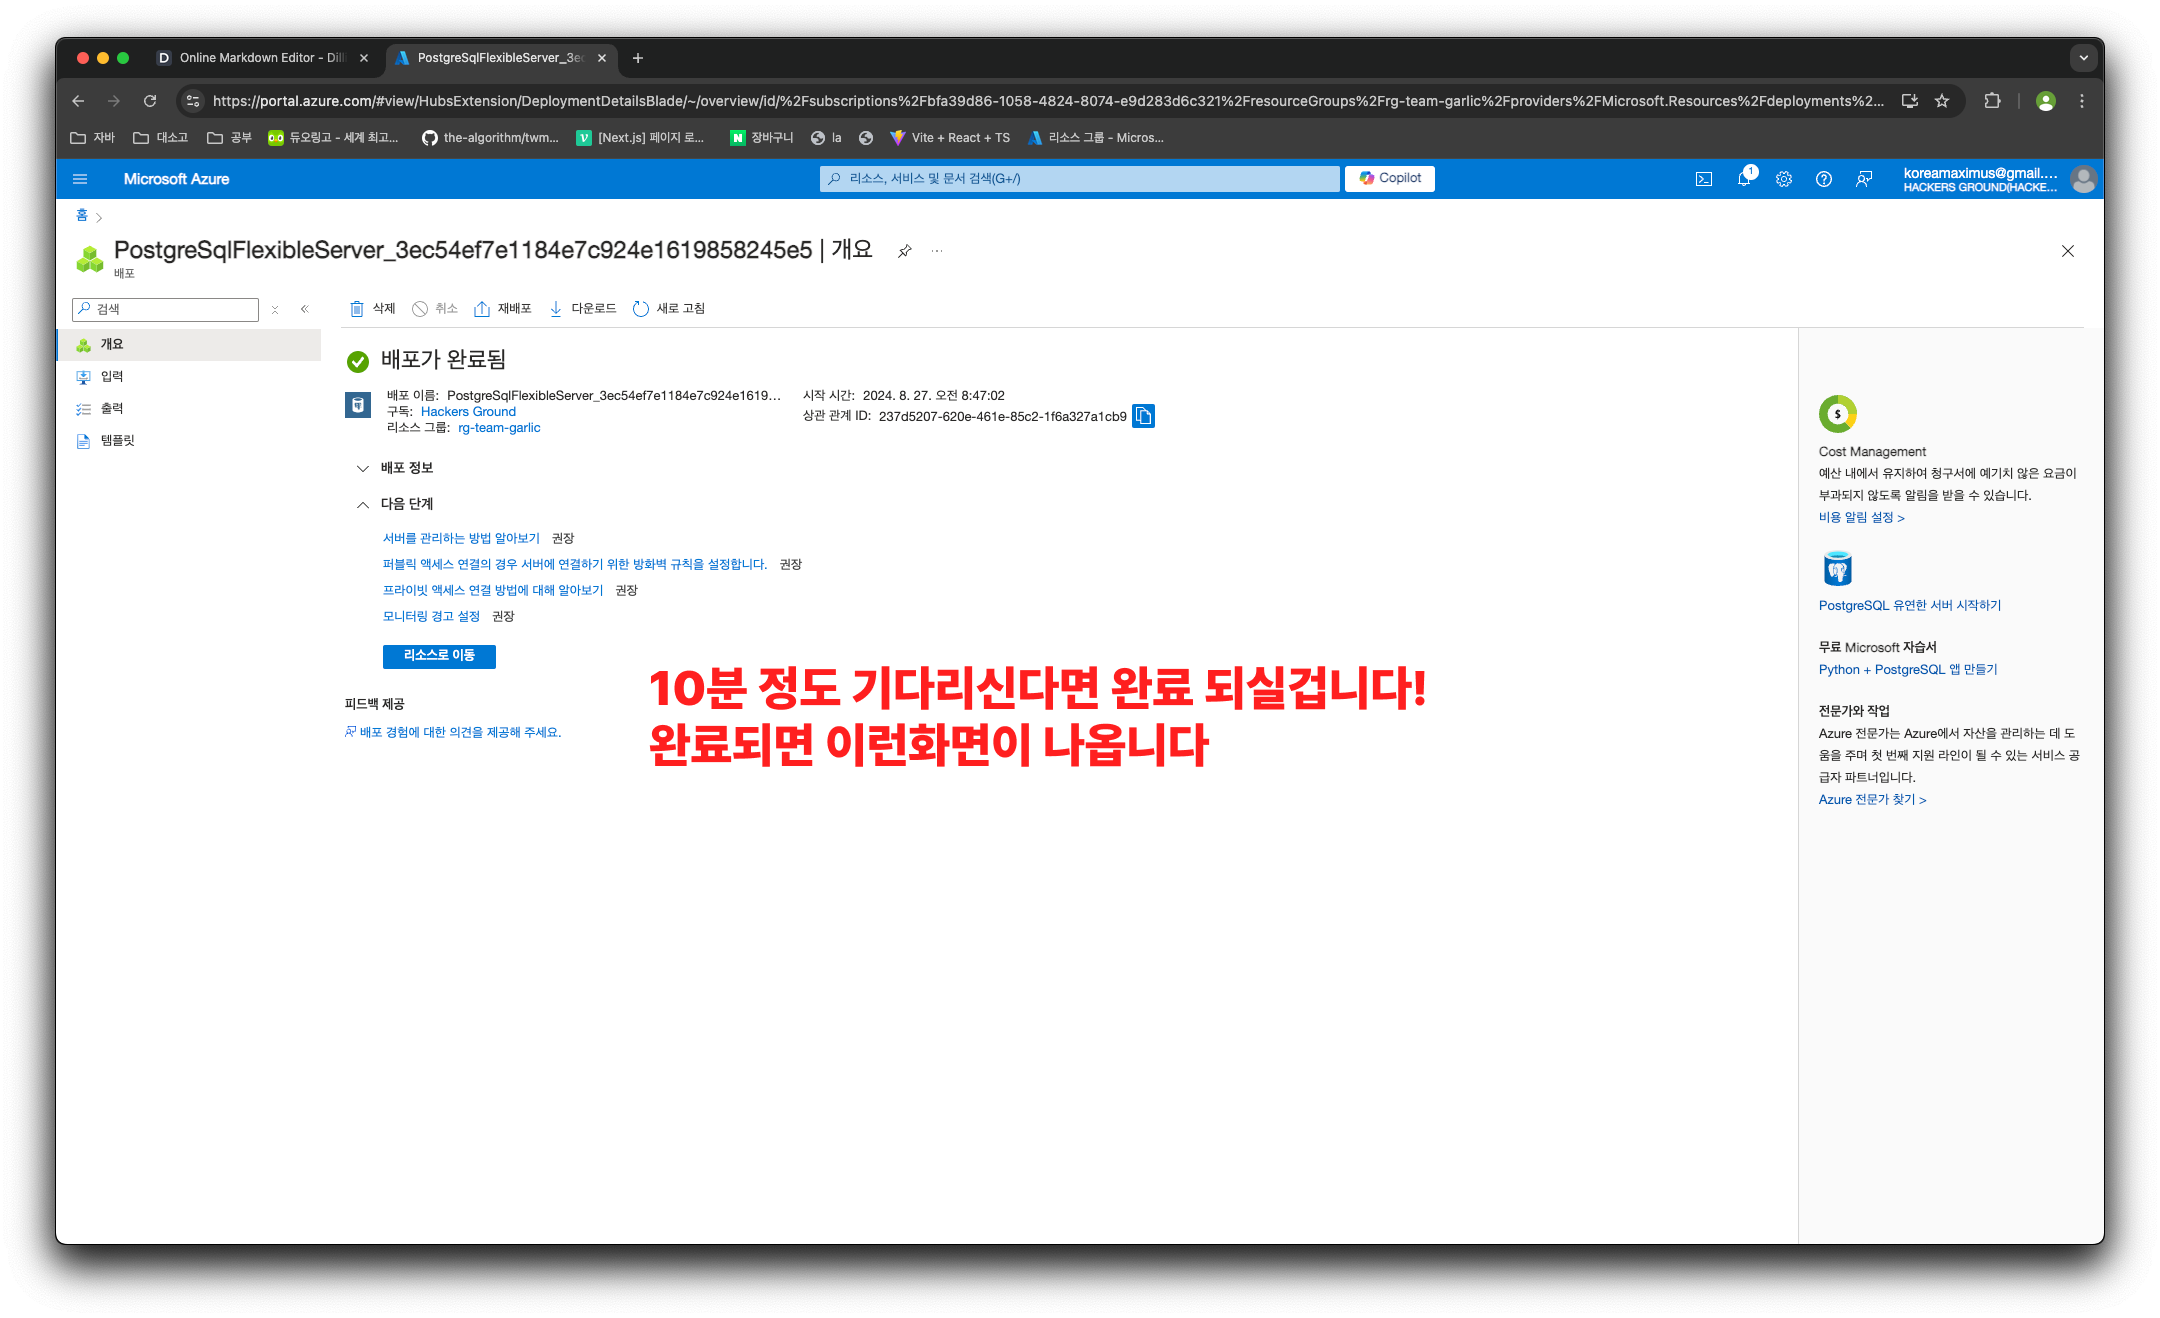 Online Markdown Editor - Dilli
PostgreSqlFlexibleServer_3ec
https://portal.azure.com/#view/HubsExtension/DeploymentDetailsBlade/~/overview/id/%2Fsubscriptions%2Fbfa39d86-1058-4824-8074-e9d283d6c321%2FresourceGroups%2Frg-team-garlic%2Fproviders%2FMicrosoft.Resources%2Fdeployments%2...
자바
대소고
공부
듀오링고 - 세계 최고...
the-algorithm/twm...
[Next.js] 페이지 로...
장바구니
la
Vite + React + TS
리소스 그룹 - Micros...
Microsoft Azure
리소스, 서비스 및 문서 검색(G+/)
Copilot
1
koreamaximus@gmail....
HACKERS GROUND(HACKE...
홈
PostgreSqlFlexibleServer_3ec54ef7e1184e7c924e1619858245e5 | 개요
배포
검색
개요
입력
출력
템플릿
삭제
취소
재배포
다운로드
새로 고침
배포가 완료됨
배포 이름: PostgreSqlFlexibleServer_3ec54ef7e1184e7c924e1619...
구독: Hackers Ground
리소스 그룹: rg-team-garlic
시작 시간: 2024. 8. 27. 오전 8:47:02
상관 관계 ID: 237d5207-620e-461e-85c2-1f6a327a1cb9
배포 정보
다음 단계
서버를 관리하는 방법 알아보기 권장
퍼블릭 액세스 연결의 경우 서버에 연결하기 위한 방화벽 규칙을 설정합니다. 권장
프라이빗 액세스 연결 방법에 대해 알아보기 권장
모니터링 경고 설정 권장
리소스로 이동
피드백 제공
배포 경험에 대한 의견을 제공해 주세요.
10분 정도 기다리신다면 완료 되실겁니다!
완료되면 이런화면이 나옵니다
Cost Management
예산 내에서 유지하여 청구서에 예기치 않은 요금이
부과되지 않도록 알림을 받을 수 있습니다.
비용 알림 설정 >
PostgreSQL 유연한 서버 시작하기
무료 Microsoft 자습서
Python + PostgreSQL 앱 만들기
전문가와 작업
Azure 전문가는 Azure에서 자산을 관리하는 데 도
움을 주며 첫 번째 지원 라인이 될 수 있는 서비스 공
급자 파트너입니다.
Azure 전문가 찾기 >